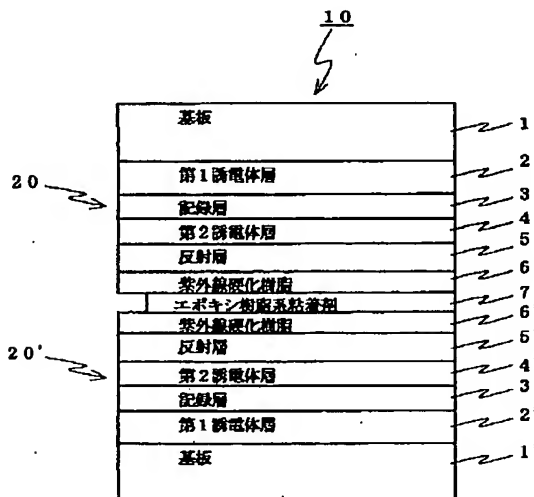 10
基板 1
第1誘電体層 2
20
記録層 3
第2誘電体層 4
反射層 5
紫外線硬化樹脂 6
エポキシ樹脂系粘着剤 7
紫外線硬化樹脂 6
反射層 5
20'
第2誘電体層 4
記録層 3
第1誘電体層 2
基板 1